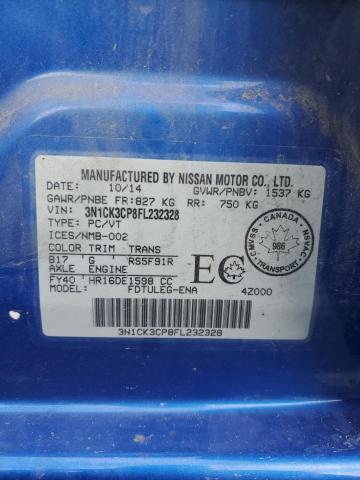 MANUFACTURED BY NISSAN MOTOR CO., LTD.
DATE: 10/14 GVWR/PNBV: 1537 KG
GAWR/PNBE FR:827 KG RR: 750 KG
VIN: 3N1CK3CP8FL232328
TYPE: PC/VT
ICES/NMB-002
COLOR TRIM TRANS
B17 G RS5F91R
AXLE ENGINE
FY40 HR16DE1598 CC
MODEL: FDTULEG-ENA 4Z000
3N1CK3CP8FL232328
EC
CANADA
CMVSS
NSVAC
966